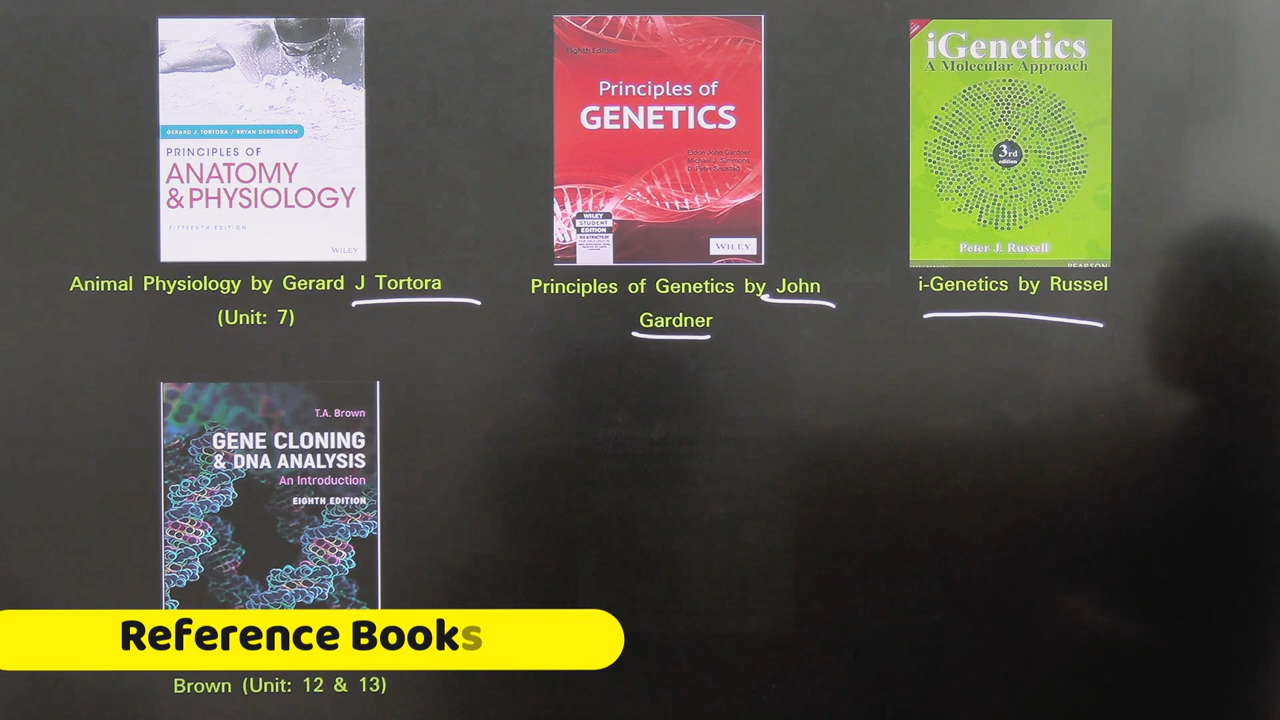 GERARD J. TORTORA / BRYAN DERRICKSON
PRINCIPLES OF
ANATOMY
& PHYSIOLOGY
FIFTEENTH EDITION
WILEY
Animal Physiology by Gerard J Tortora
(Unit: 7)
Eighth Edition
Principles of
GENETICS
Eldon John Gardner
Michael J. Simmons
D. Peter Snustad
WILEY
STUDENT
EDITION
RESTRICTED!
WILEY
Principles of Genetics by John
Gardner
iGenetics
A Molecular Approach
3rd
edition
Peter J. Russell
PEARSON
i-Genetics by Russel
T.A. Brown
GENE CLONING
& DNA ANALYSIS
An Introduction
EIGHTH EDITION
Reference Books
Brown (Unit: 12 & 13)